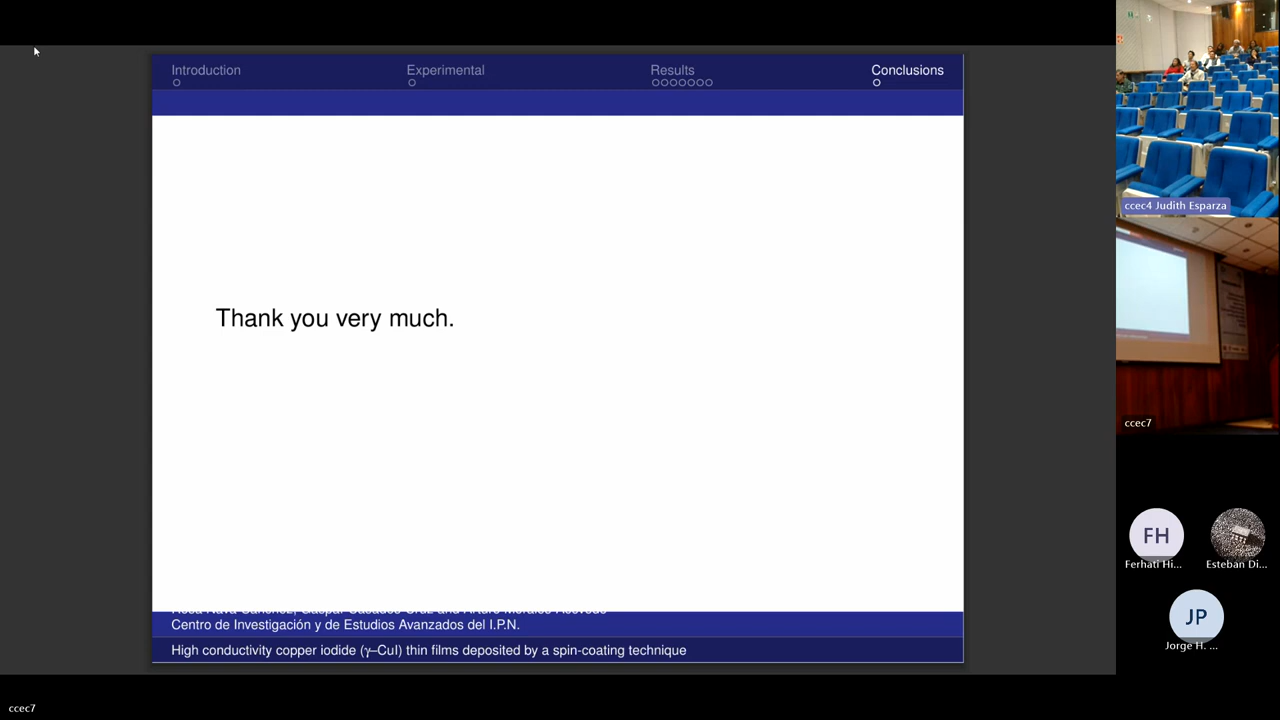 Introduction
Experimental
Results
Conclusions
Thank you very much.
Centro de Investigación y de Estudios Avanzados del I.P.N.
High conductivity copper iodide (γ–CuI) thin films deposited by a spin-coating technique
ccec4 Judith Esparza
ccec7
FH
Ferhati Hi...
Esteban Di...
JP
Jorge H. ...
ccec7